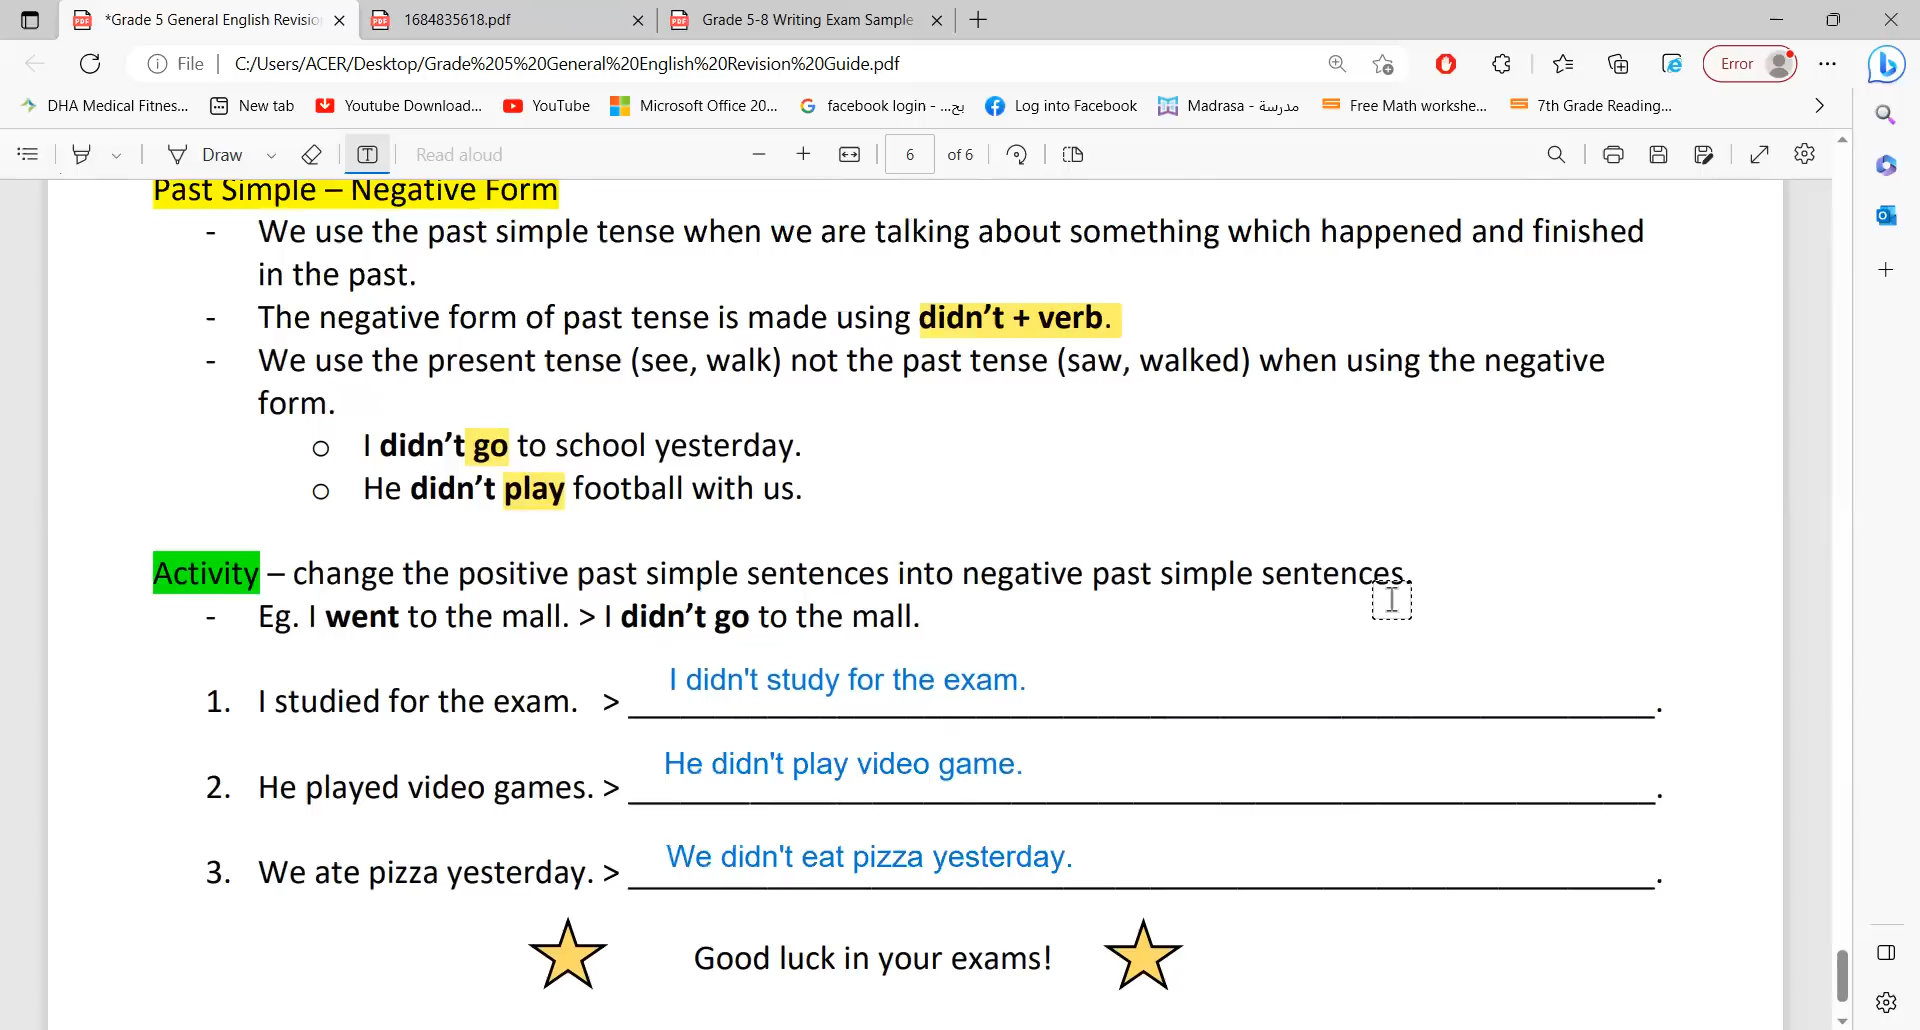 *Grade 5 General English Revisio
1684835618.pdf
Grade 5-8 Writing Exam Sample
File
C:/Users/ACER/Desktop/Grade%205%20General%20English%20Revision%20Guide.pdf
Error
DHA Medical Fitnes...
New tab
Youtube Download...
YouTube
Microsoft Office 20...
facebook login - ...بح
Log into Facebook
Madrasa - مدرسة
Free Math workshe...
7th Grade Reading...
Draw
Read aloud
6
of 6
Past Simple – Negative Form
- We use the past simple tense when we are talking about something which happened and finished
in the past.
- The negative form of past tense is made using didn’t + verb.
- We use the present tense (see, walk) not the past tense (saw, walked) when using the negative
form.
o I didn’t go to school yesterday.
o He didn’t play football with us.
Activity – change the positive past simple sentences into negative past simple sentences.
- Eg. I went to the mall. > I didn’t go to the mall.
I didn't study for the exam.
1. I studied for the exam. > ____________________.
He didn't play video game.
2. He played video games. > ____________________.
We didn't eat pizza yesterday.
3. We ate pizza yesterday. > ____________________.
Good luck in your exams!